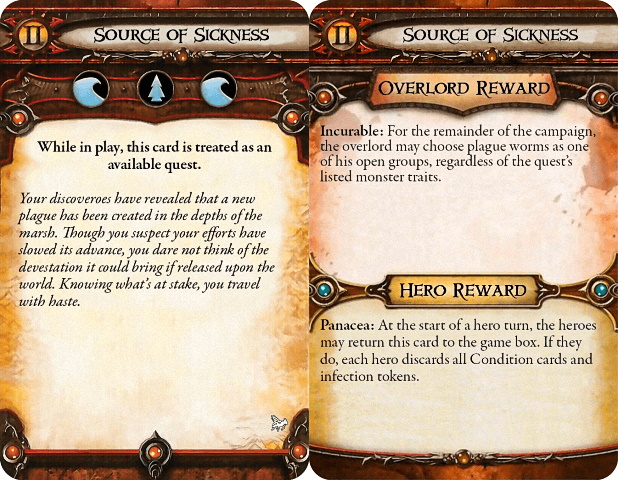 II
Source of Sickness
While in play, this card is treated as an
available quest.
Your discoveroes have revealed that a new
plague has been created in the depths of the
marsh. Though you suspect your efforts have
slowed its advance, you dare not think of the
devestation it could bring if released upon the
world. Knowing what's at stake, you travel
with haste.
II
Source of Sickness
Overlord Reward
Incurable: For the remainder of the campaign,
the overlord may choose plague worms as one
of his open groups, regardless of the quest's
listed monster traits.
Hero Reward
Panacea: At the start of a hero turn, the heroes
may return this card to the game box. If they
do, each hero discards all Condition cards and
infection tokens.